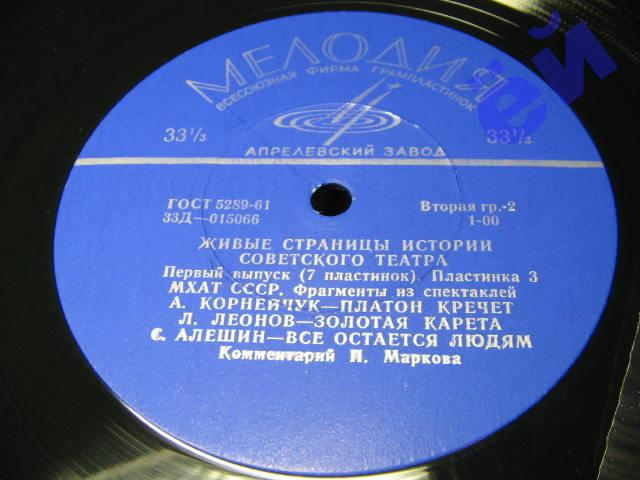 МЕЛОДИЯ
ВСЕСОЮЗНАЯ ФИРМА ГРАМПЛАСТИНОК
33⅓ 33⅓
АПРЕЛЕВСКИЙ ЗАВОД
ГОСТ 5289-61 Вторая гр.-2
33Д—015066 1-00
ЖИВЫЕ СТРАНИЦЫ ИСТОРИИ
СОВЕТСКОГО ТЕАТРА
Первый выпуск (7 пластинок). Пластинка 3
МХАТ СССР. Фрагменты из спектаклей
А. КОРНЕЙЧУК—ПЛАТОН КРЕЧЕТ
Л. ЛЕОНОВ—ЗОЛОТАЯ КАРЕТА
С. АЛЕШИН—ВСЕ ОСТАЕТСЯ ЛЮДЯМ
Комментарий П. Маркова